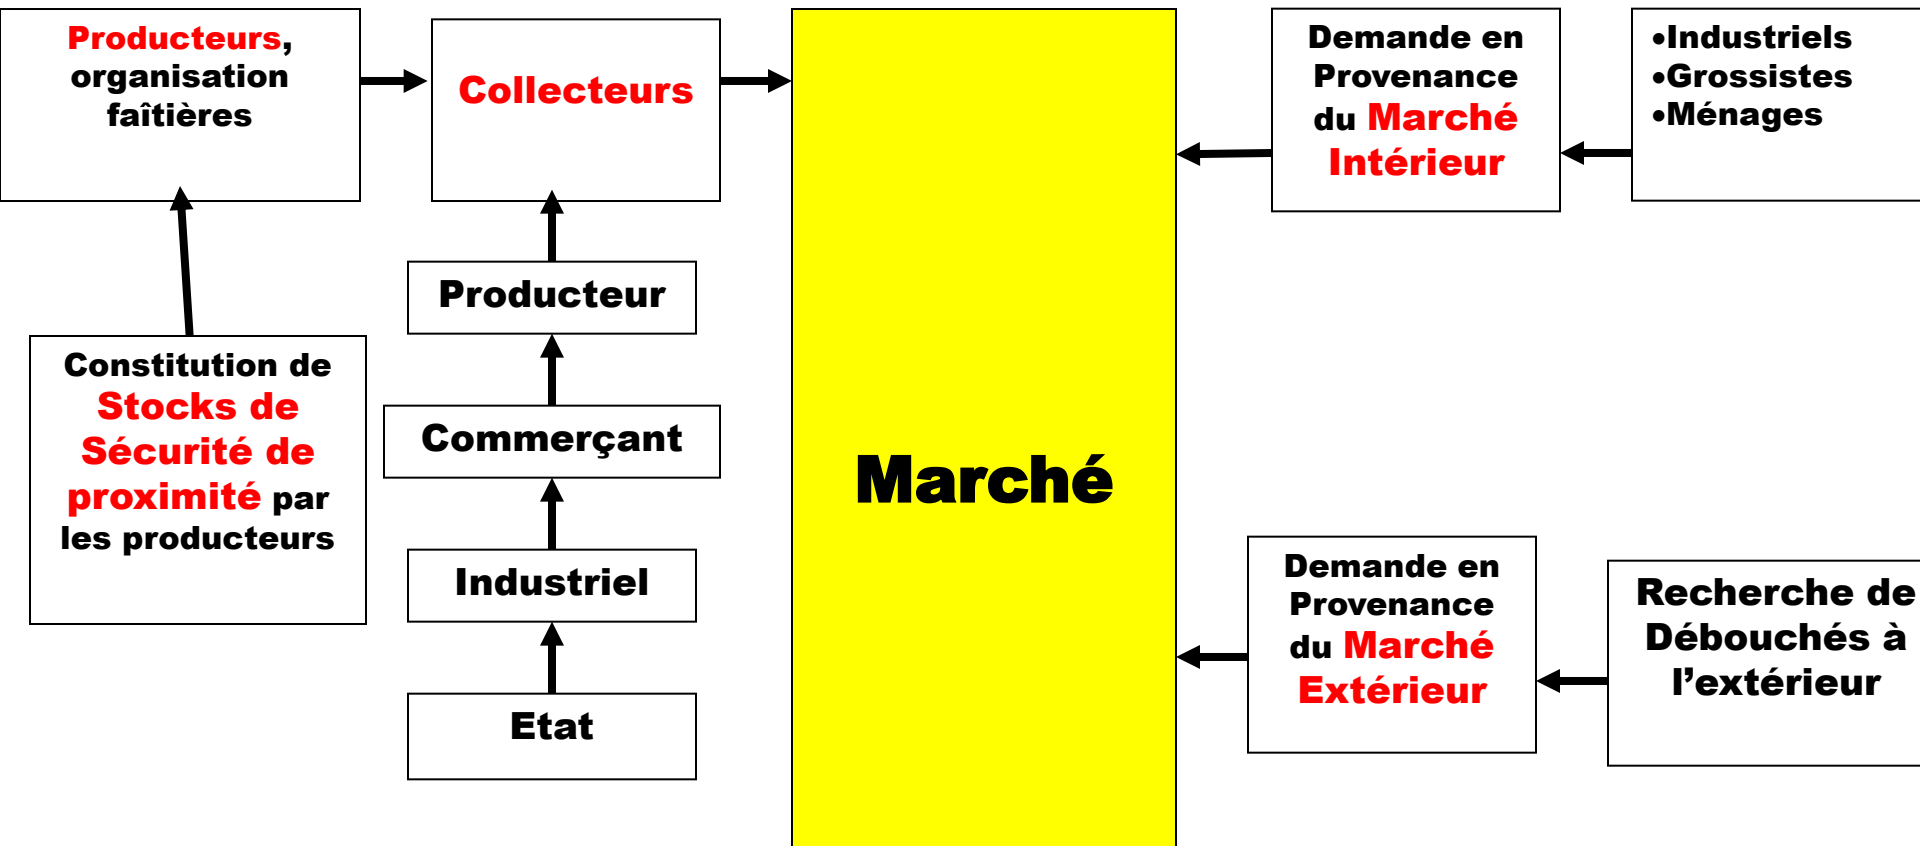 Producteurs,
organisation
faîtières
Collecteurs
Producteur
Constitution de
Stocks de
Sécurité de
proximité par
les producteurs
Commerçant
Industriel
Etat
Marché
Demande en
Provenance
du Marché
Intérieur
•Industriels
•Grossistes
•Ménages
Demande en
Provenance
du Marché
Extérieur
Recherche de
Débouchés à
l’extérieur